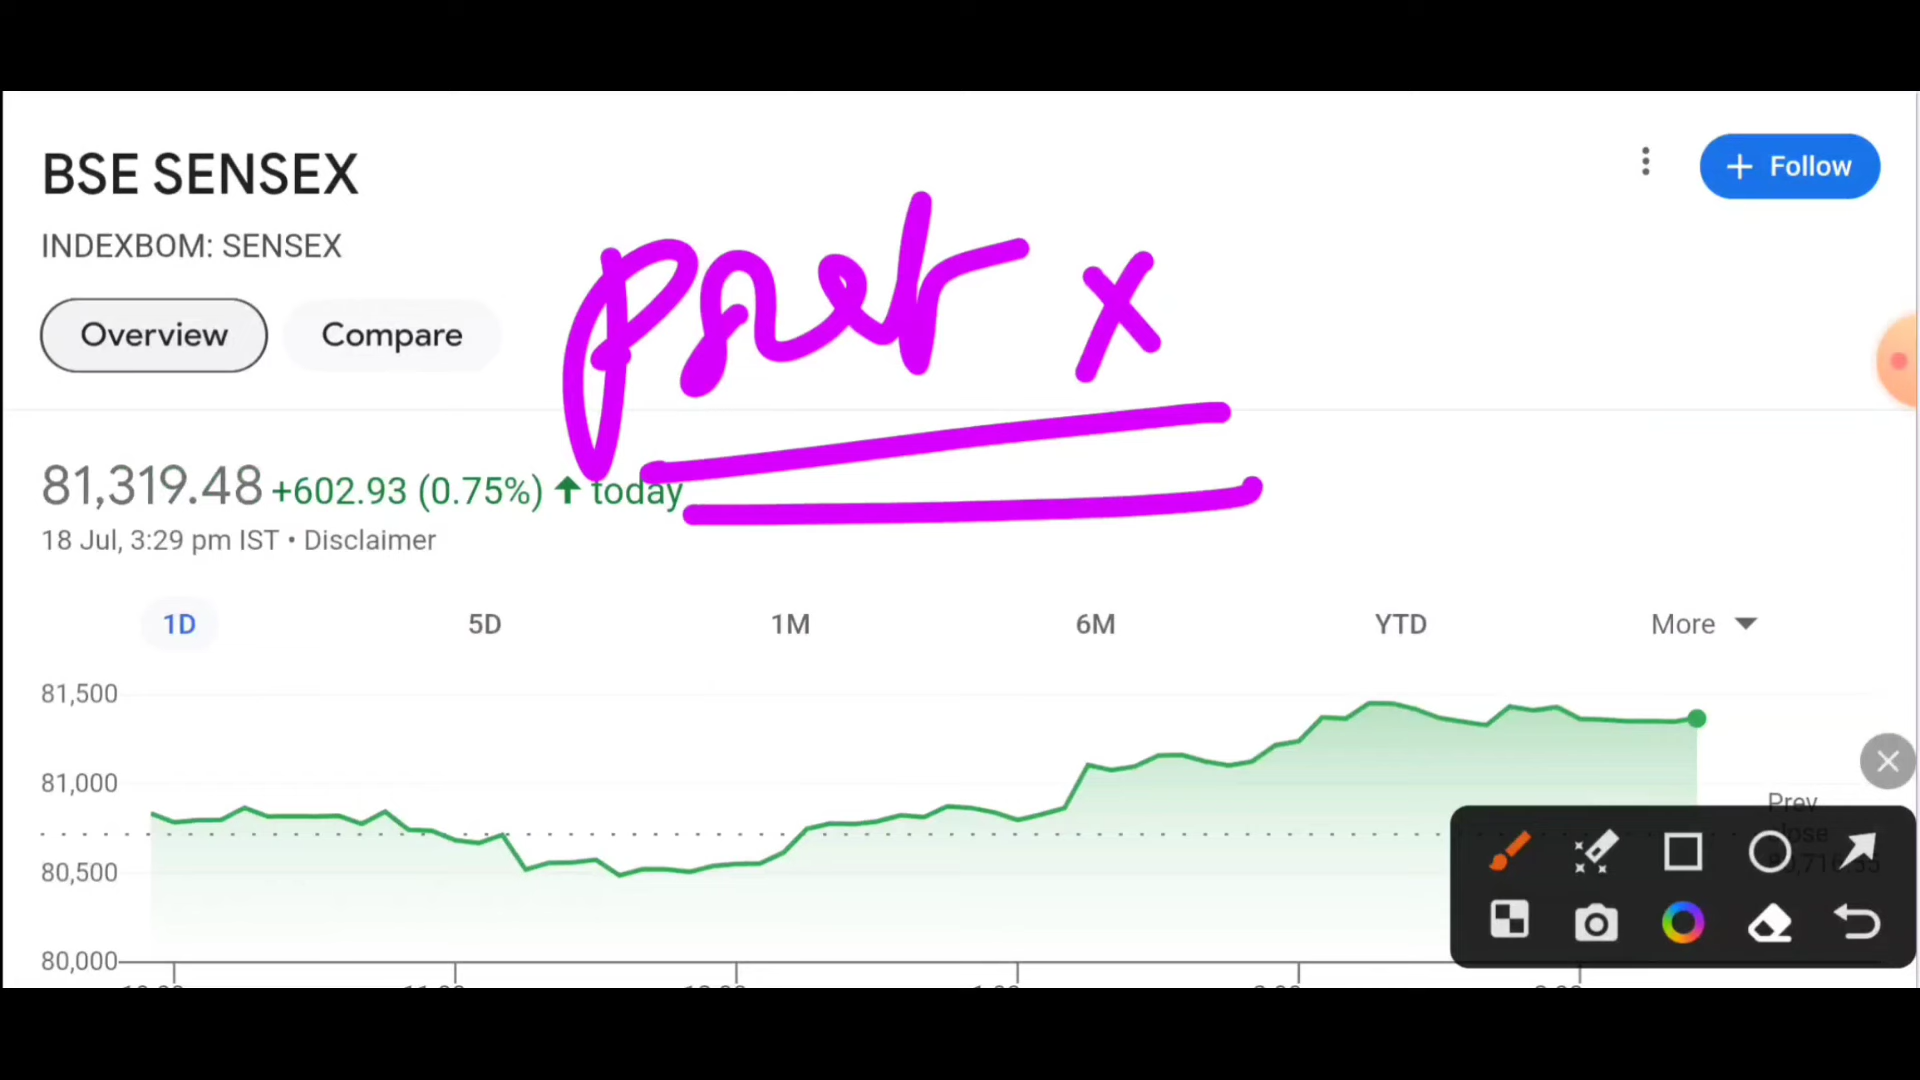 BSE SENSEX
+ Follow
INDEXBOM: SENSEX
x
Overview
Compare
81,319.48 +602.93 (0.75%) ↑ today
18 Jul, 3:29 pm IST • Disclaimer
1D 5D 1M 6M YTD More
81,500
81,000
Prev
80,500
80,000